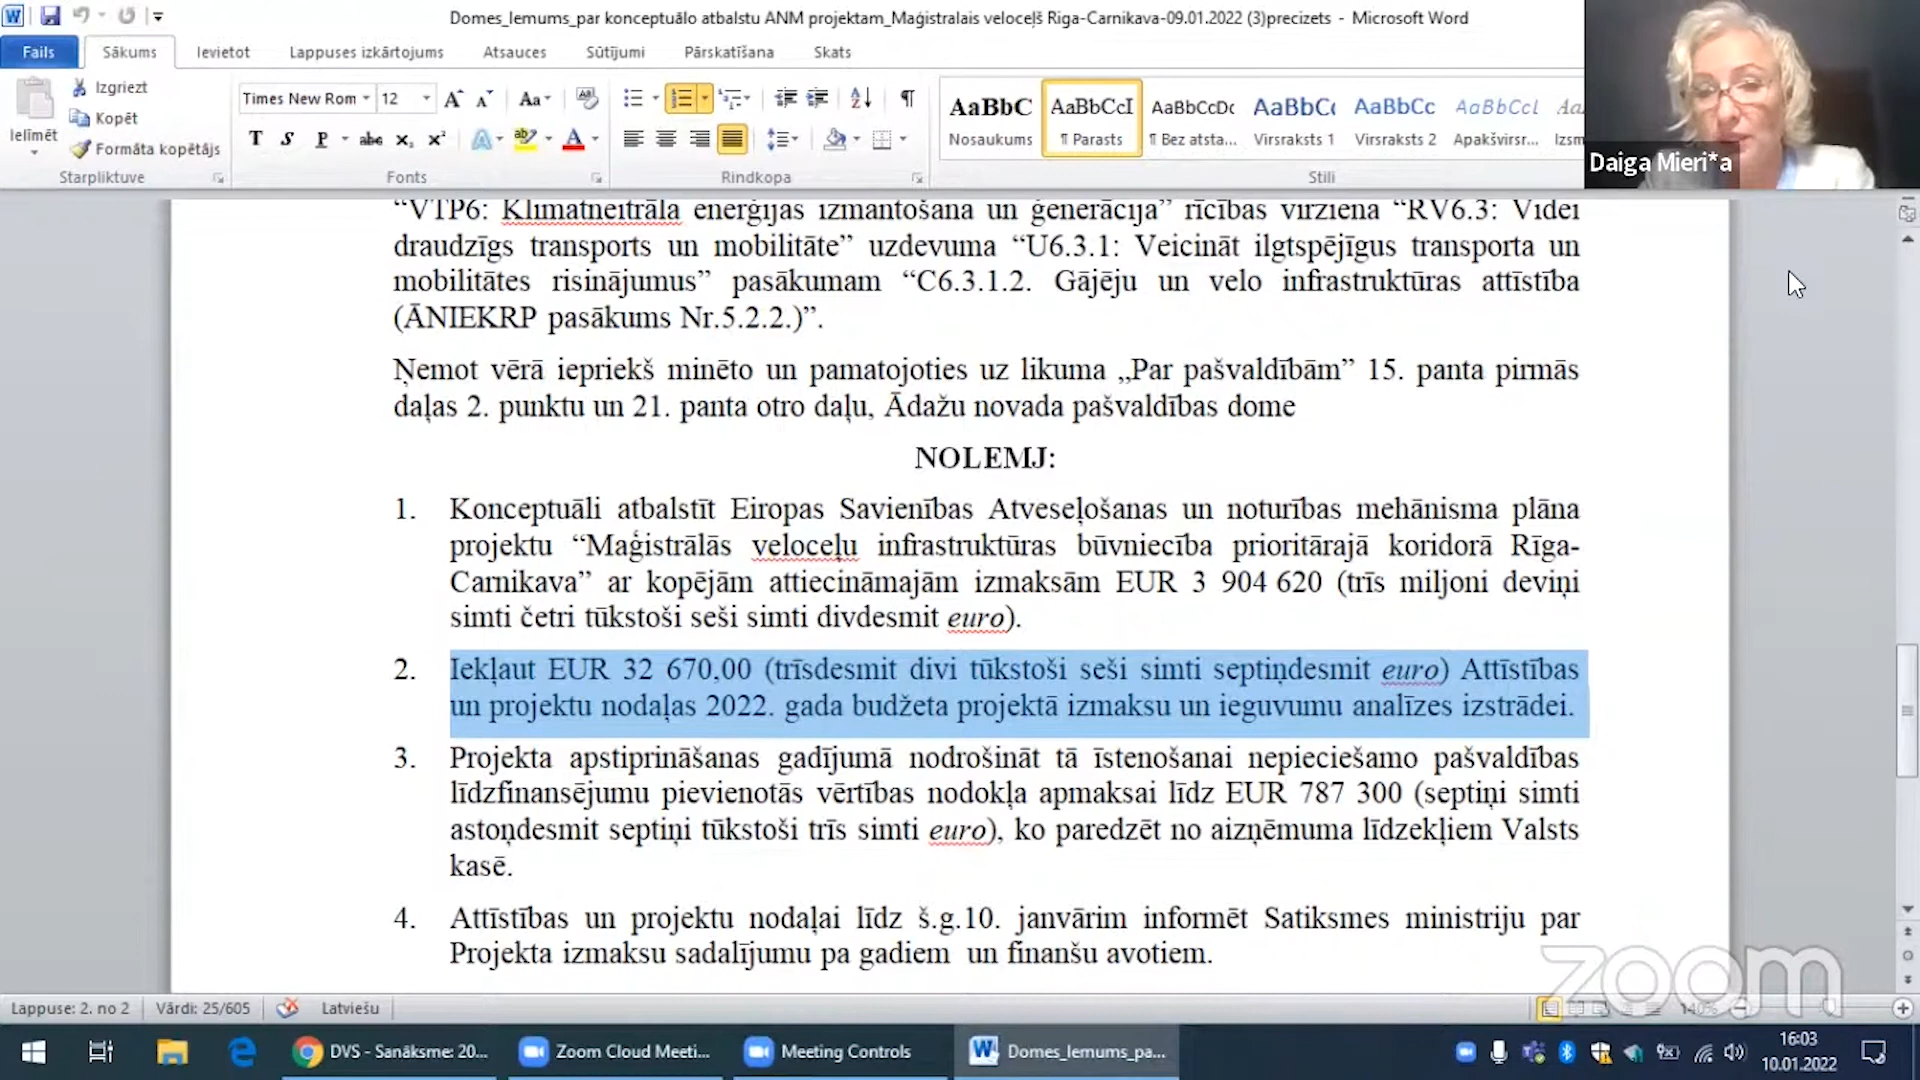 Domes_lemums_par konceptuālo atbalstu ANM projektam_Maģistralais veloceļš Riga-Carnikava-09.01.2022 (3)precizets - Microsoft Word
Fails Sākums Ievietot Lappuses izkārtojums Atsauces Sūtījumi Pārskatīšana Skats
Izgriezt
Kopēt
Formāta kopētājs
Ielīmēt
Starpliktuve
Times New Rom 12
Fonts
Rindkopa
AaBbC AaBbCcI AaBbCcDc AaBbC AaBbCc AaBbCcL
Nosaukums ¶ Parasts ¶ Bez atsta... Virsraksts 1 Virsraksts 2 Apakšvirsr... Izsm
Stili
Daiga Mieri*a
“VTP6: Klimatneitrāla enerģijas izmantošana un ģenerācija” rīcības virziena “RV6.3: Videi
draudzīgs transports un mobilitāte” uzdevuma “U6.3.1: Veicināt ilgtspējīgus transporta un
mobilitātes risinājumus” pasākumam “C6.3.1.2. Gājēju un velo infrastruktūras attīstība
(ĀNIEKRP pasākums Nr.5.2.2.)”.
Ņemot vērā iepriekš minēto un pamatojoties uz likuma „Par pašvaldībām” 15. panta pirmās
daļas 2. punktu un 21. panta otro daļu, Ādažu novada pašvaldības dome
NOLEMJ:
1. Konceptuāli atbalstīt Eiropas Savienības Atveseļošanas un noturības mehānisma plāna
projektu “Maģistrālās veloceļu infrastruktūras būvniecība prioritārajā koridorā Rīga-
Carnikava” ar kopējām attiecināmajām izmaksām EUR 3 904 620 (trīs miljoni deviņi
simti četri tūkstoši seši simti divdesmit euro).
2. Iekļaut EUR 32 670,00 (trīsdesmit divi tūkstoši seši simti septiņdesmit euro) Attīstības
un projektu nodaļas 2022. gada budžeta projektā izmaksu un ieguvumu analīzes izstrādei.
3. Projekta apstiprināšanas gadījumā nodrošināt tā īstenošanai nepieciešamo pašvaldības
līdzfinansējumu pievienotās vērtības nodokļa apmaksai līdz EUR 787 300 (septiņi simti
astoņdesmit septiņi tūkstoši trīs simti euro), ko paredzēt no aizņēmuma līdzekļiem Valsts
kasē.
4. Attīstības un projektu nodaļai līdz š.g.10. janvārim informēt Satiksmes ministriju par
Projekta izmaksu sadalījumu pa gadiem un finanšu avotiem.
zoom
Lappuse: 2. no 2 Vārdi: 25/605 Latviešu 140%
DVS - Sanāksme: 20... Zoom Cloud Meeti... Meeting Controls Domes_lemums_pa...
16:03
10.01.2022